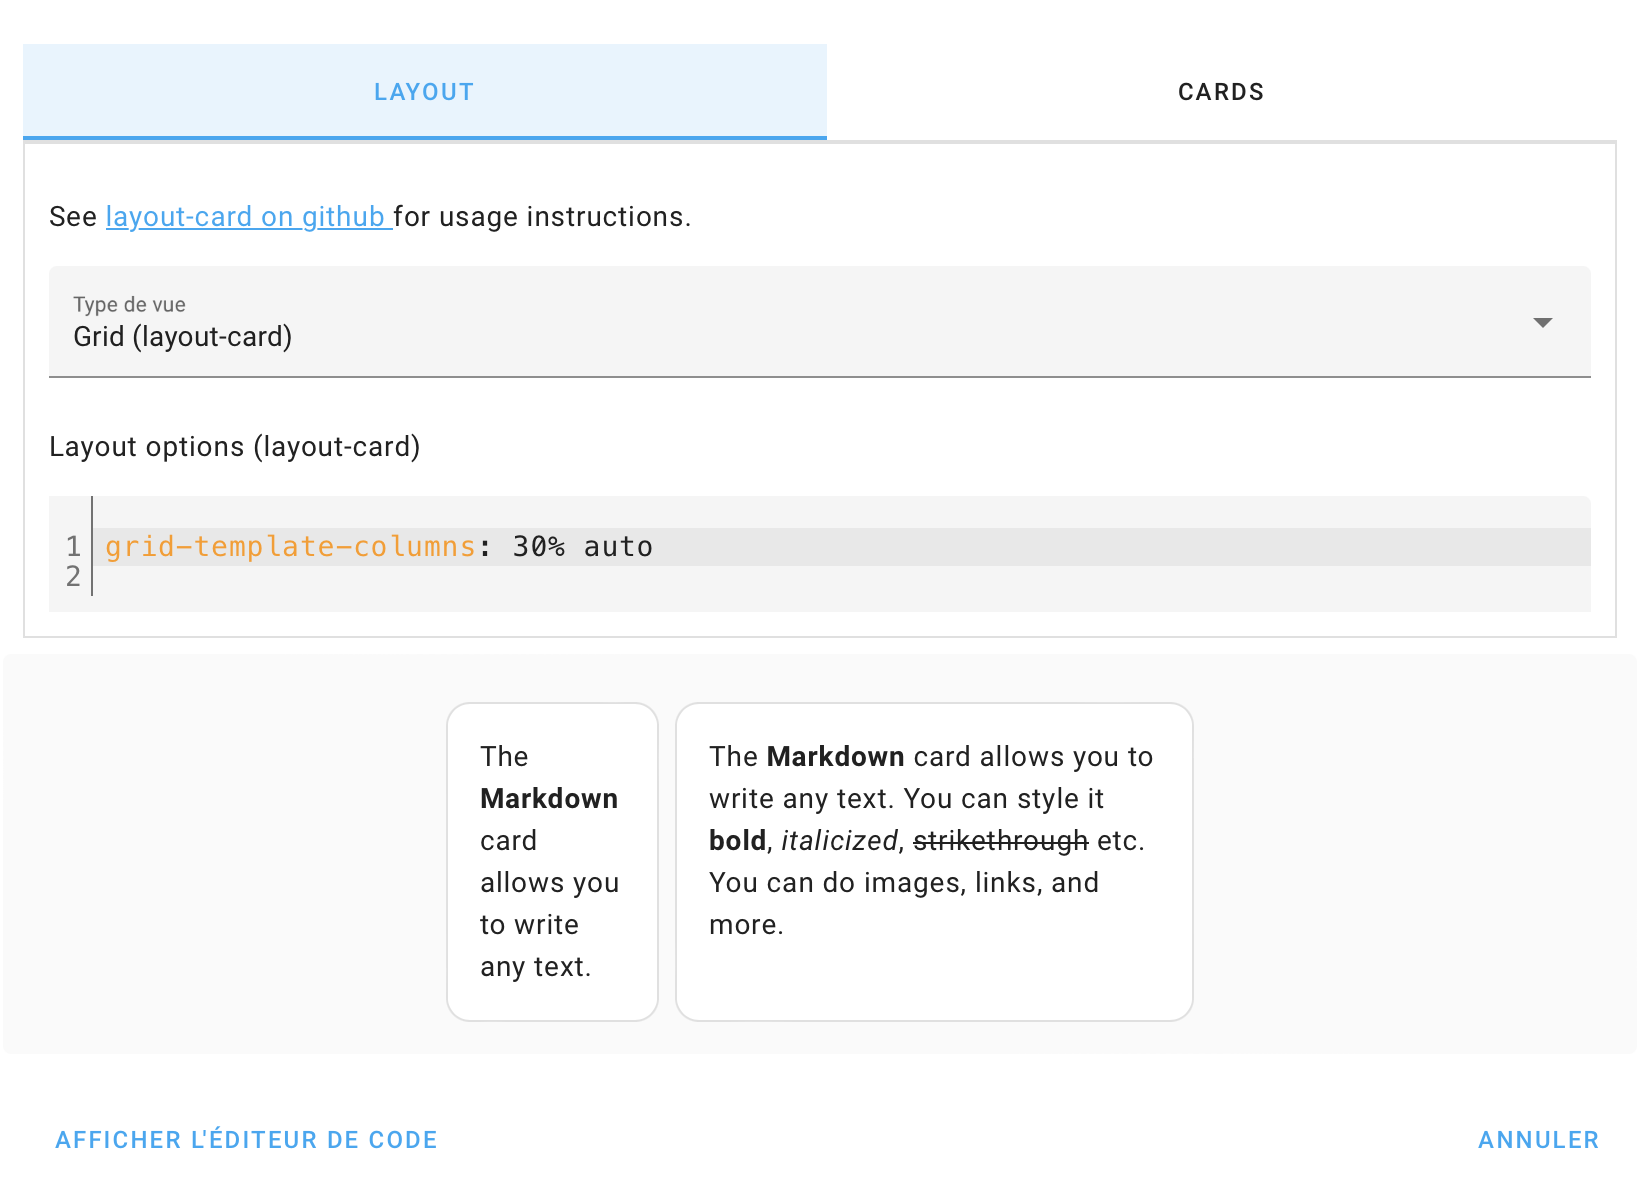 LAYOUT
CARDS
See layout-card on github for usage instructions.
Type de vue
Grid (layout-card)
Layout options (layout-card)
1 grid-template-columns: 30% auto
2
The
Markdown
card
allows you
to write
any text.
The Markdown card allows you to
write any text. You can style it
bold, italicized, strikethrough etc.
You can do images, links, and
more.
AFFICHER L'ÉDITEUR DE CODE
ANNULER